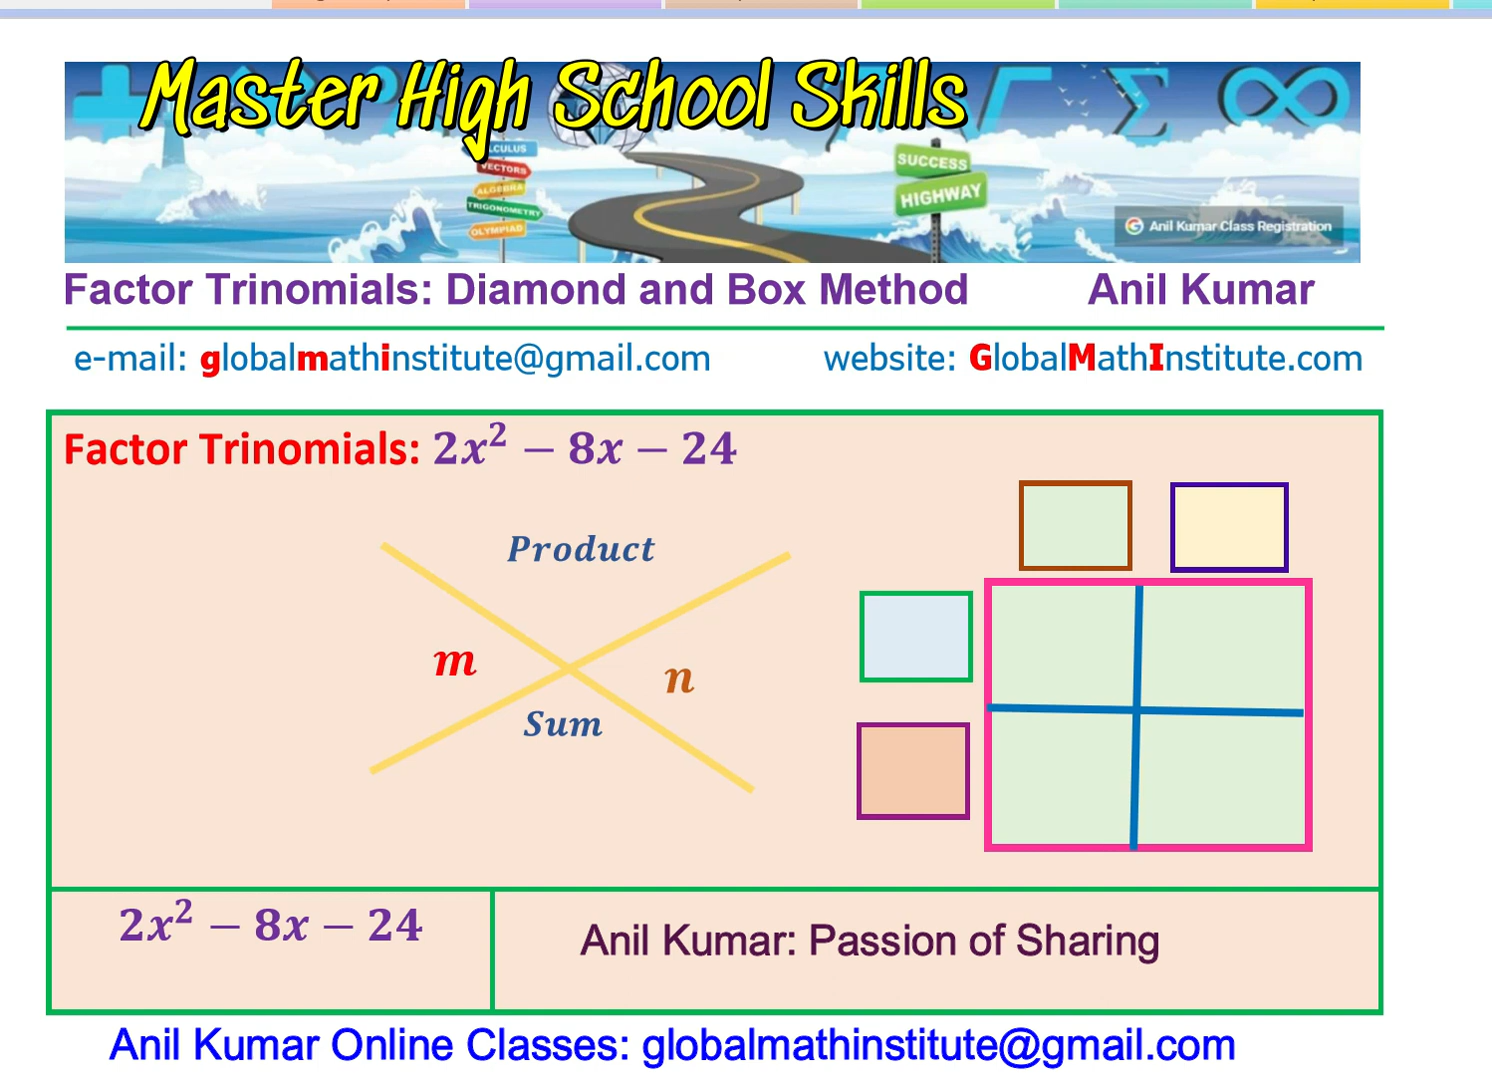 Master High School Skills
CALCULUS
VECTORS
ALGEBRA
TRIGONOMETRY
OLYMPIAD
SUCCESS
HIGHWAY
Anil Kumar Class Registration
Factor Trinomials: Diamond and Box Method Anil Kumar
e-mail: globalmathinstitute@gmail.com website: GlobalMathInstitute.com
Factor Trinomials: 2x² − 8x − 24
Product
m
n
Sum
2x² − 8x − 24
Anil Kumar: Passion of Sharing
Anil Kumar Online Classes: globalmathinstitute@gmail.com